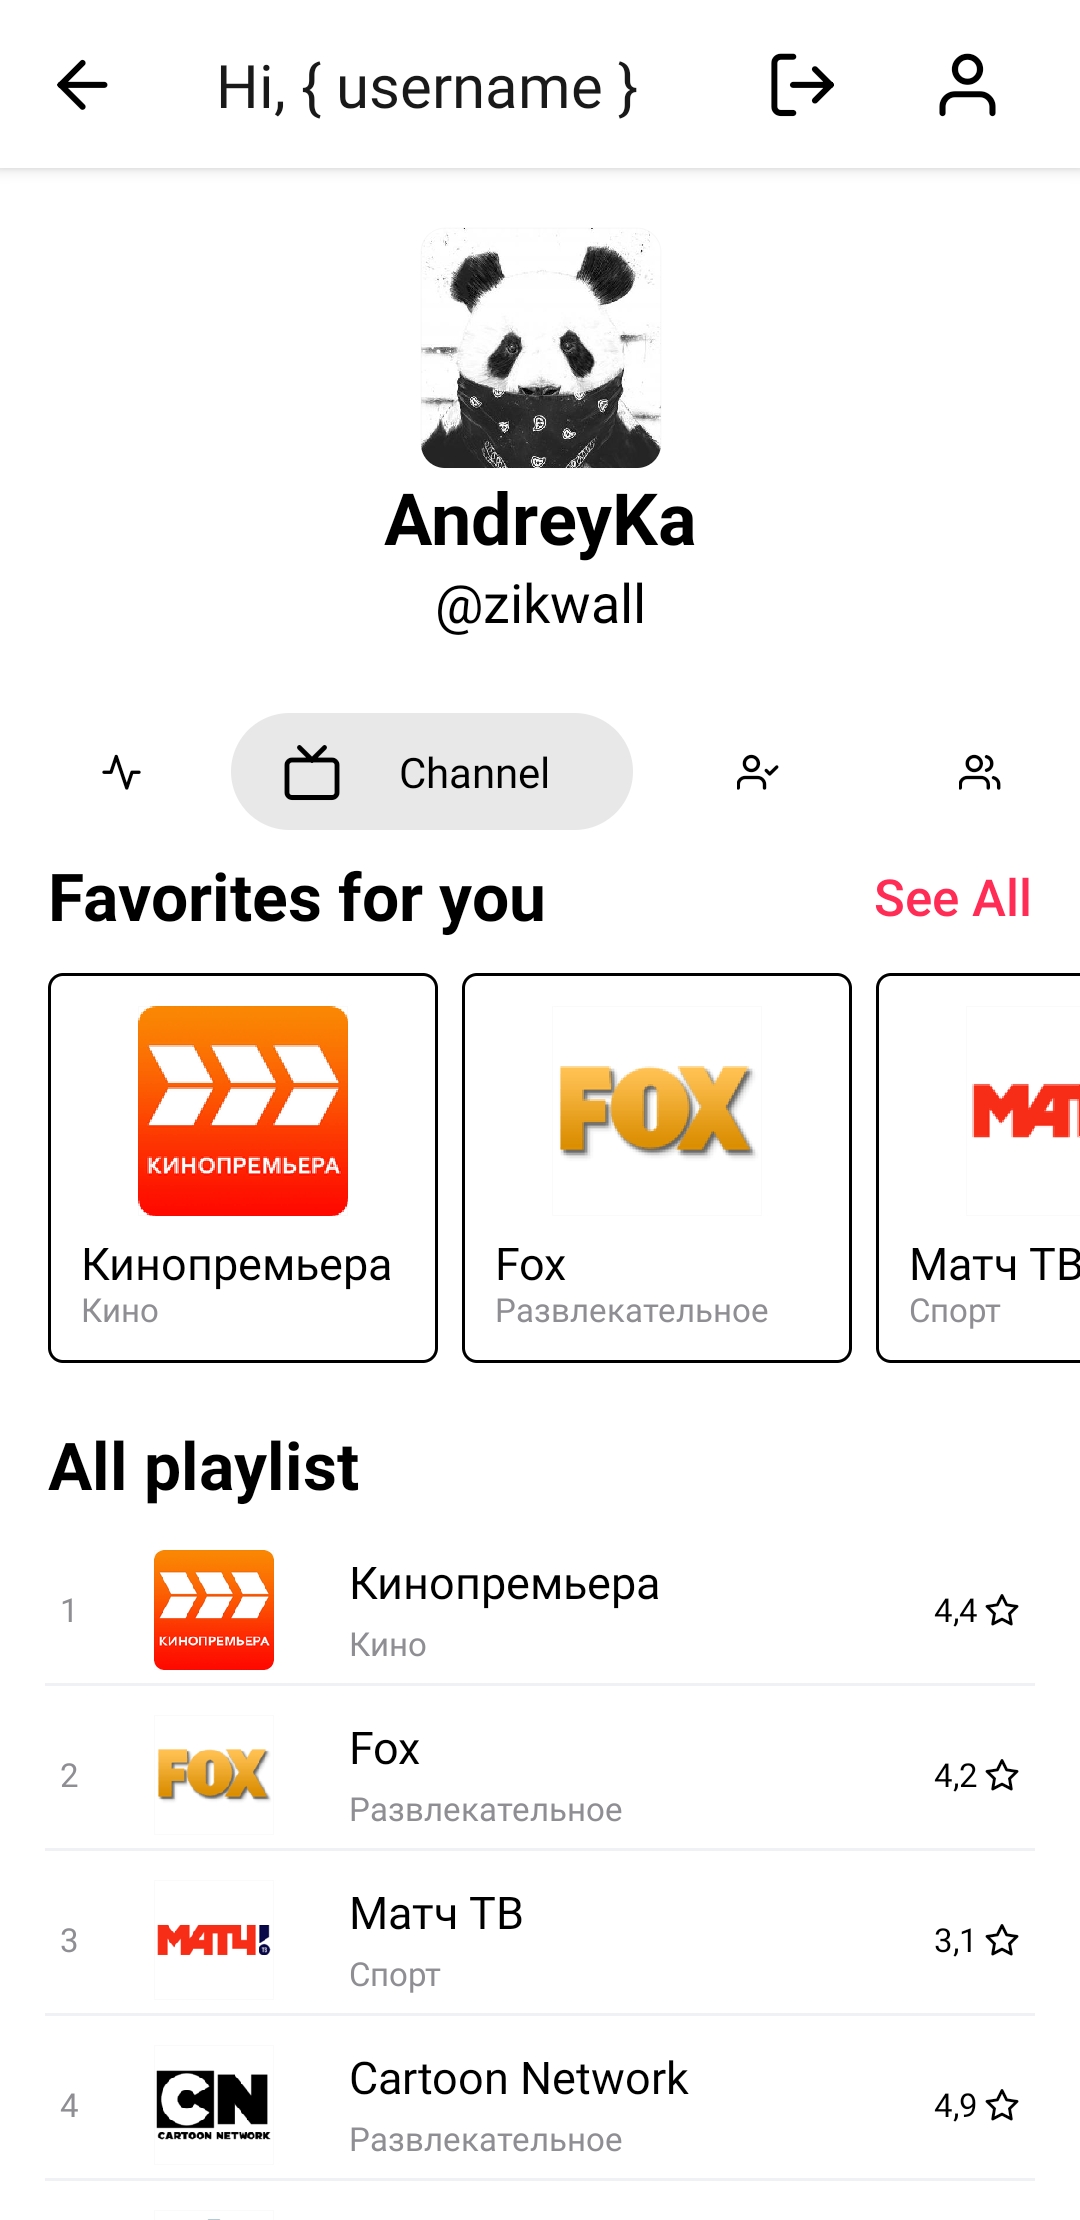 Hi, { username }
AndreyKa
@zikwall
Channel
Favorites for you
See All
КИНОПРЕМЬЕРА
FOX
МАТ
Кинопремьера
Fox
Матч ТВ
Кино
Развлекательное
Спорт
All playlist
1
КИНОПРЕМЬЕРА
Кинопремьера
Кино
4,4
2
FOX
Fox
Развлекательное
4,2
3
МАТЧ!
Матч ТВ
Спорт
3,1
4
CN
CARTOON NETWORK
Cartoon Network
Развлекательное
4,9